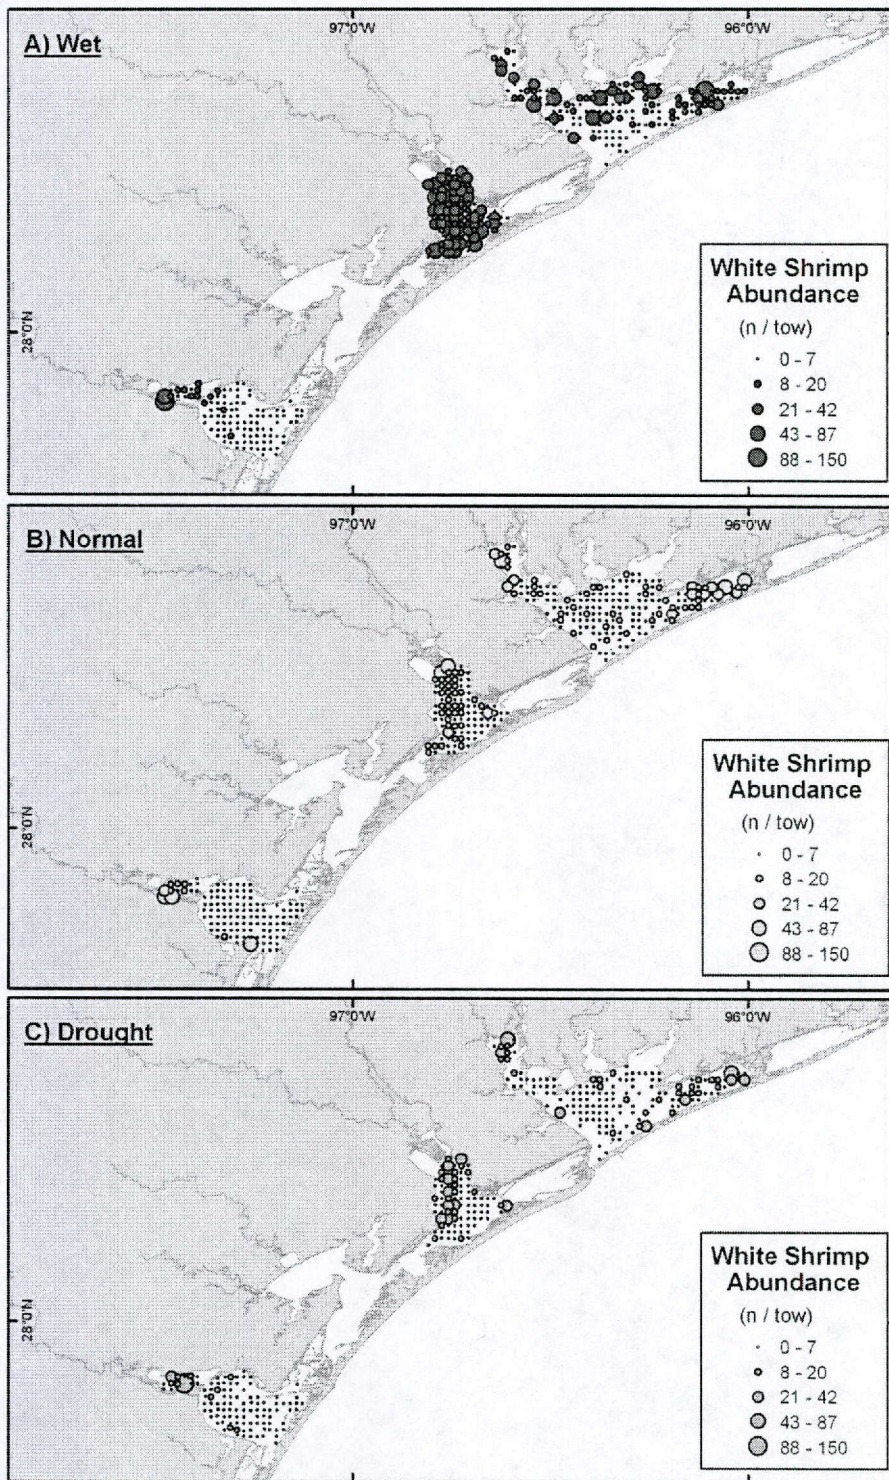 97°0'W
96°0'W
A) Wet
28°0'N
White Shrimp
Abundance
(n / tow)
0 - 7
8 - 20
21 - 42
43 - 87
88 - 150
97°0'W
96°0'W
B) Normal
28°0'N
White Shrimp
Abundance
(n / tow)
0 - 7
8 - 20
21 - 42
43 - 87
88 - 150
97°0'W
96°0'W
C) Drought
28°0'N
White Shrimp
Abundance
(n / tow)
0 - 7
8 - 20
21 - 42
43 - 87
88 - 150